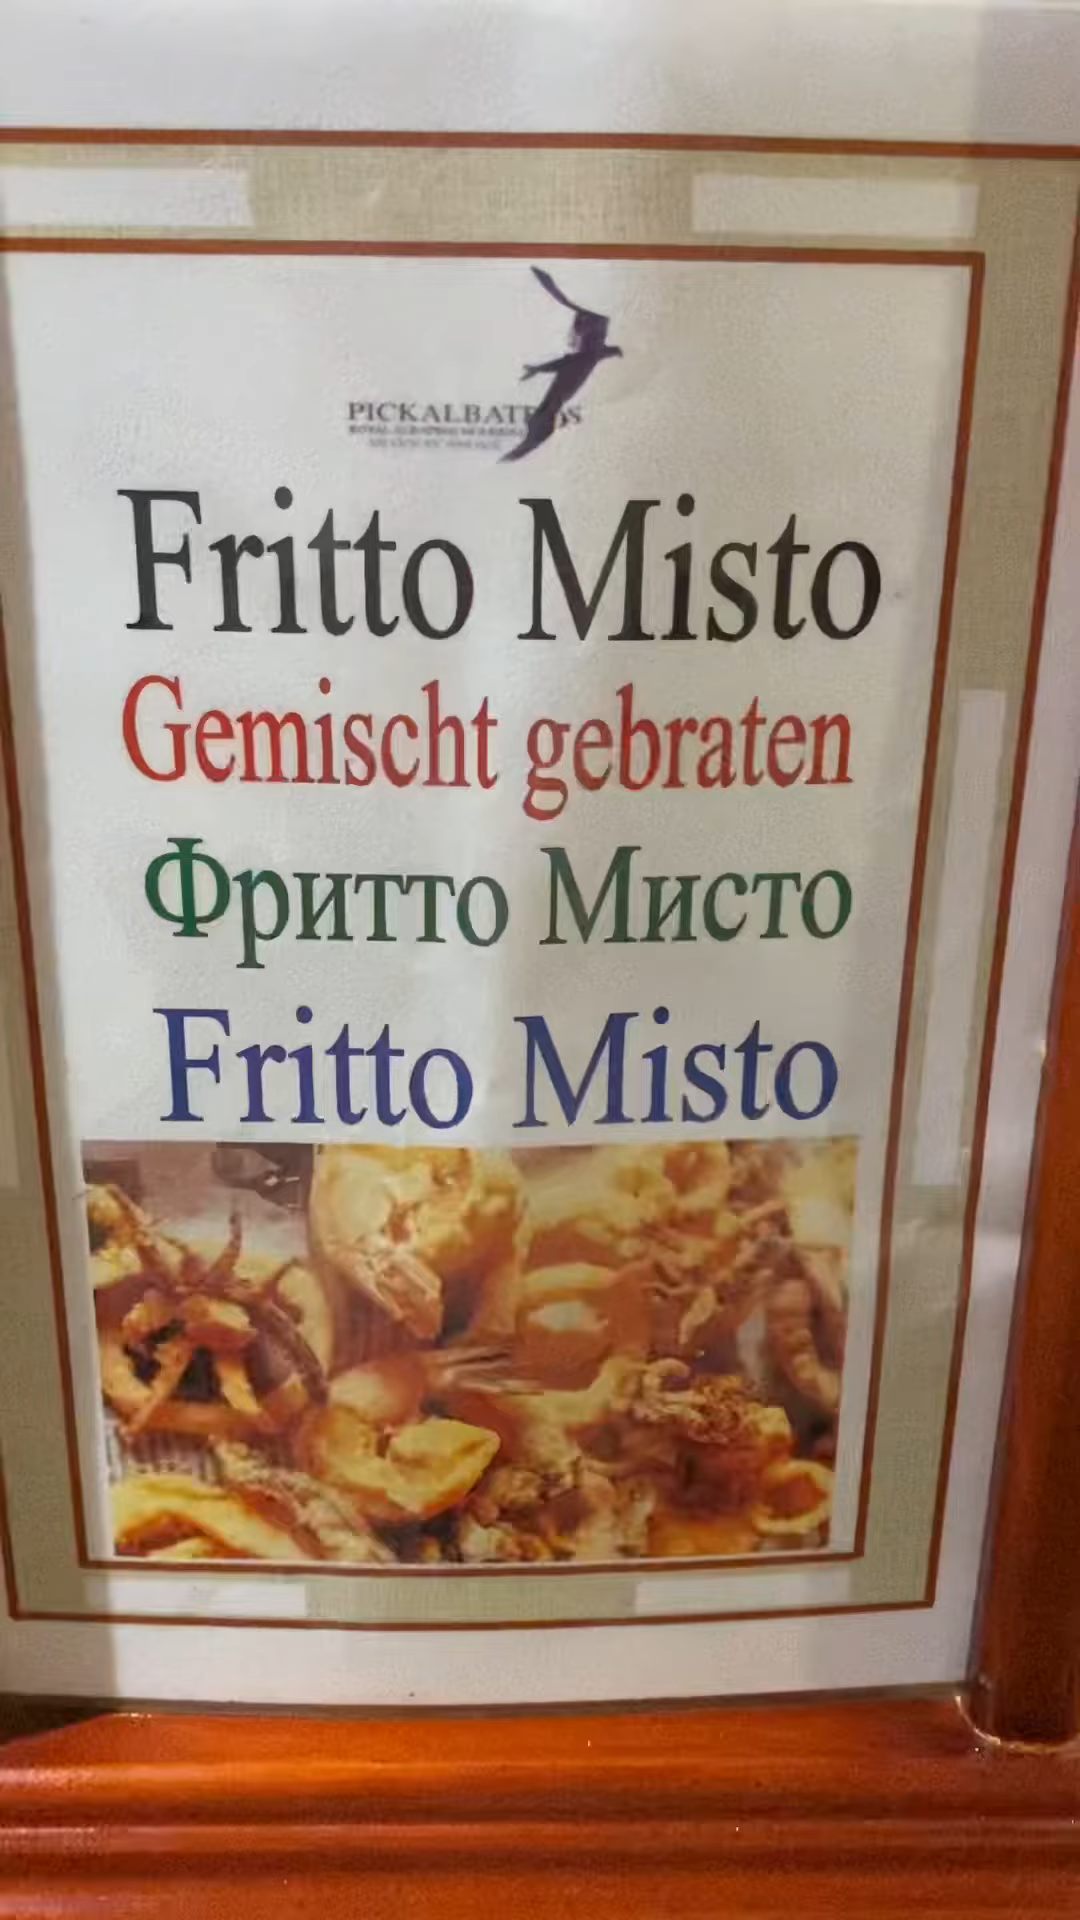 PICKALBATROS
Fritto Misto
Gemischt gebraten
Фритто Мисто
Fritto Misto